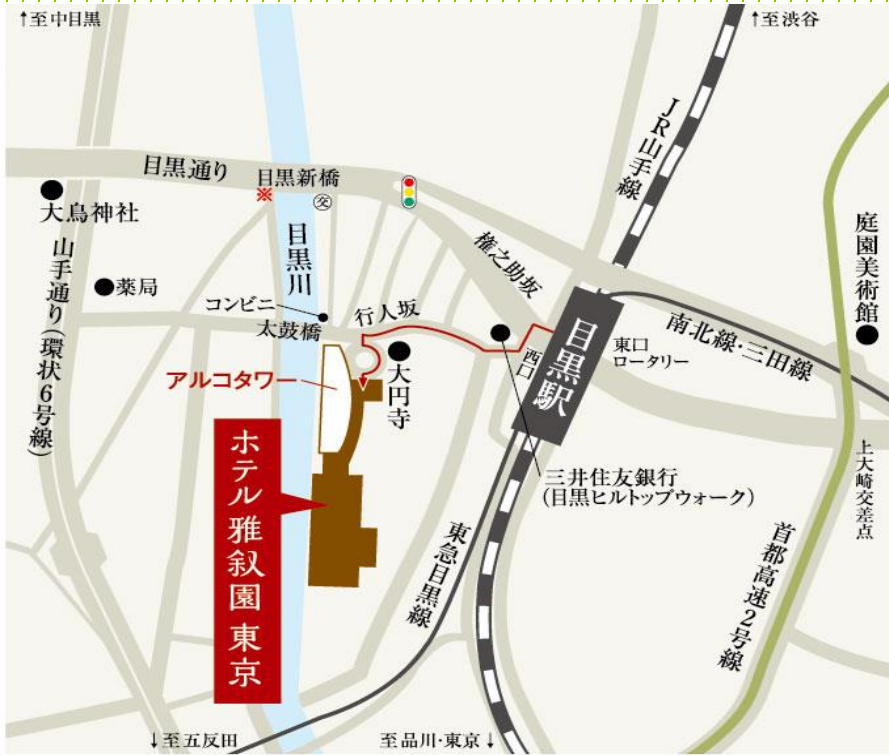 ↑至中目黒
↑至渋谷
JR山手線
目黒通り
目黒新橋
※
交
大鳥神社
山手通り(環状6号線)
薬局
目黒川
コンビニ
太鼓橋
行人坂
権之助坂
庭園美術館
南北線・三田線
東口
ロータリー
西口
目黒駅
アルコタワー
大円寺
ホテル雅叙園東京
三井住友銀行
(目黒ヒルトップウォーク)
上大崎交差点
東急目黒線
首都高速2号線
↓至五反田
至品川・東京↓